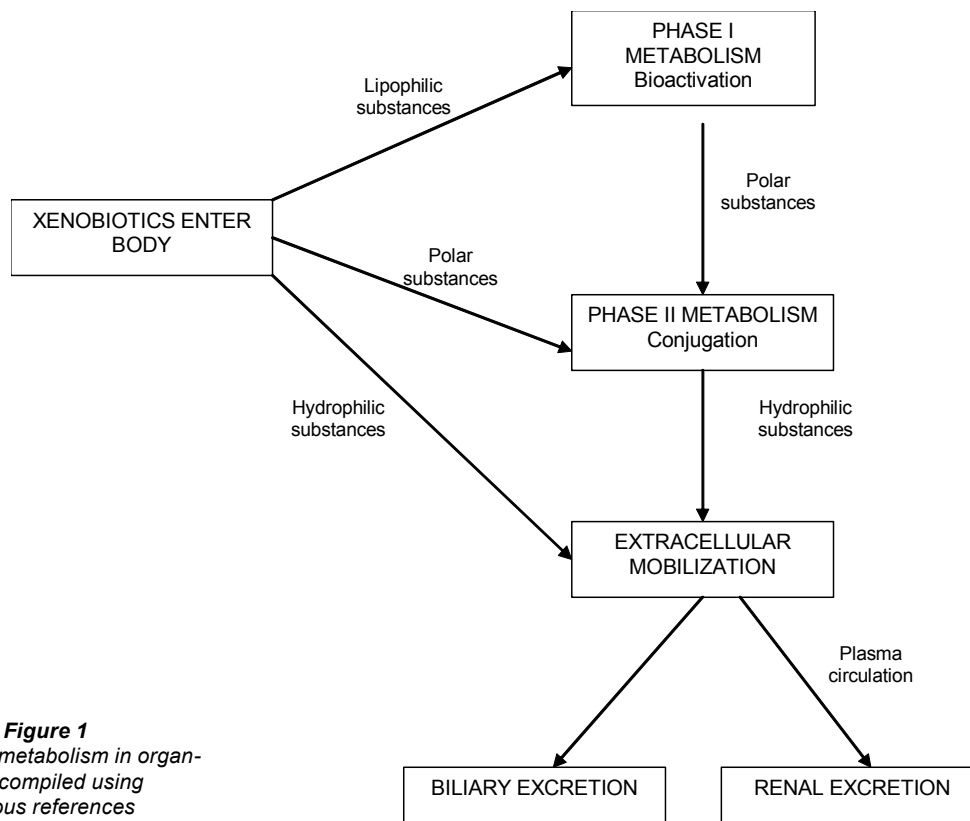 PHASE I
METABOLISM
Bioactivation
Lipophilic
substances
Polar
substances
XENOBIOTICS ENTER
BODY
Polar
substances
PHASE II METABOLISM
Conjugation
Hydrophilic
substances
Hydrophilic
substances
EXTRACELLULAR
MOBILIZATION
Plasma
circulation
Figure 1
metabolism in organ-
compiled using
references
BILIARY EXCRETION
RENAL EXCRETION